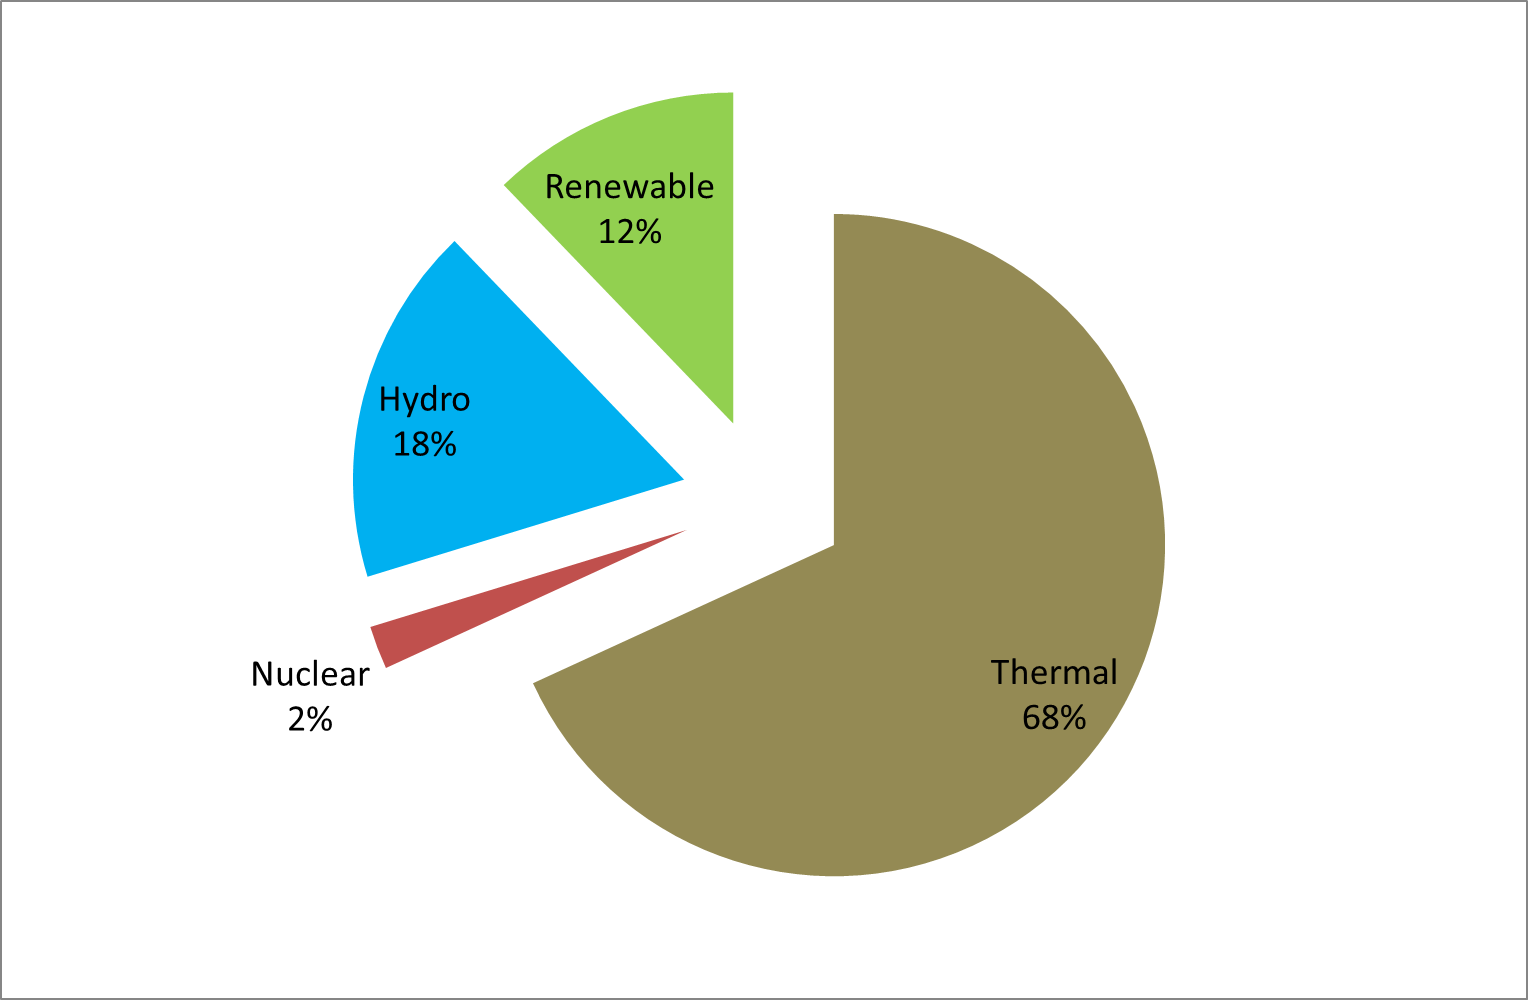 Renewable
12%
Hydro
18%
Nuclear
2%
Thermal
68%